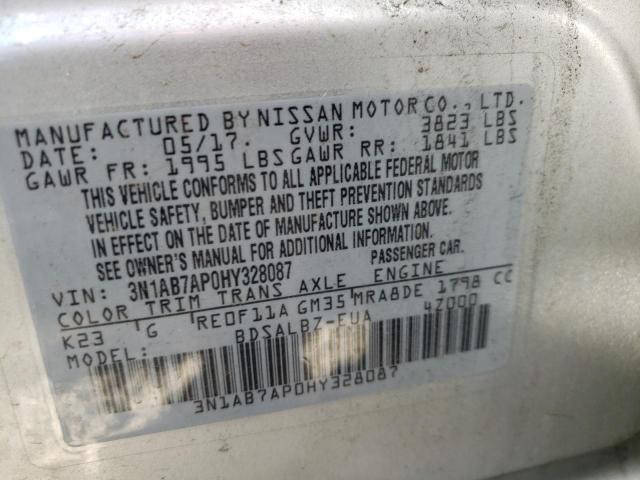 MANUFACTURED BY NISSAN MOTOR CO., LTD.
DATE: 05/17. GVWR: 3823 LBS
GAWR FR: 1995 LBS GAWR RR: 1841 LBS
THIS VEHICLE CONFORMS TO ALL APPLICABLE FEDERAL MOTOR
VEHICLE SAFETY, BUMPER AND THEFT PREVENTION STANDARDS
IN EFFECT ON THE DATE OF MANUFACTURE SHOWN ABOVE.
SEE OWNER'S MANUAL FOR ADDITIONAL INFORMATION.
VIN: 3N1AB7AP0HY328087 PASSENGER CAR.
COLOR TRIM TRANS AXLE ENGINE
K23 G RE0F11A GM35 MRA8DE 1798 CC
MODEL: BDSALBZ-EUA 4Z000
3N1AB7AP0HY328087